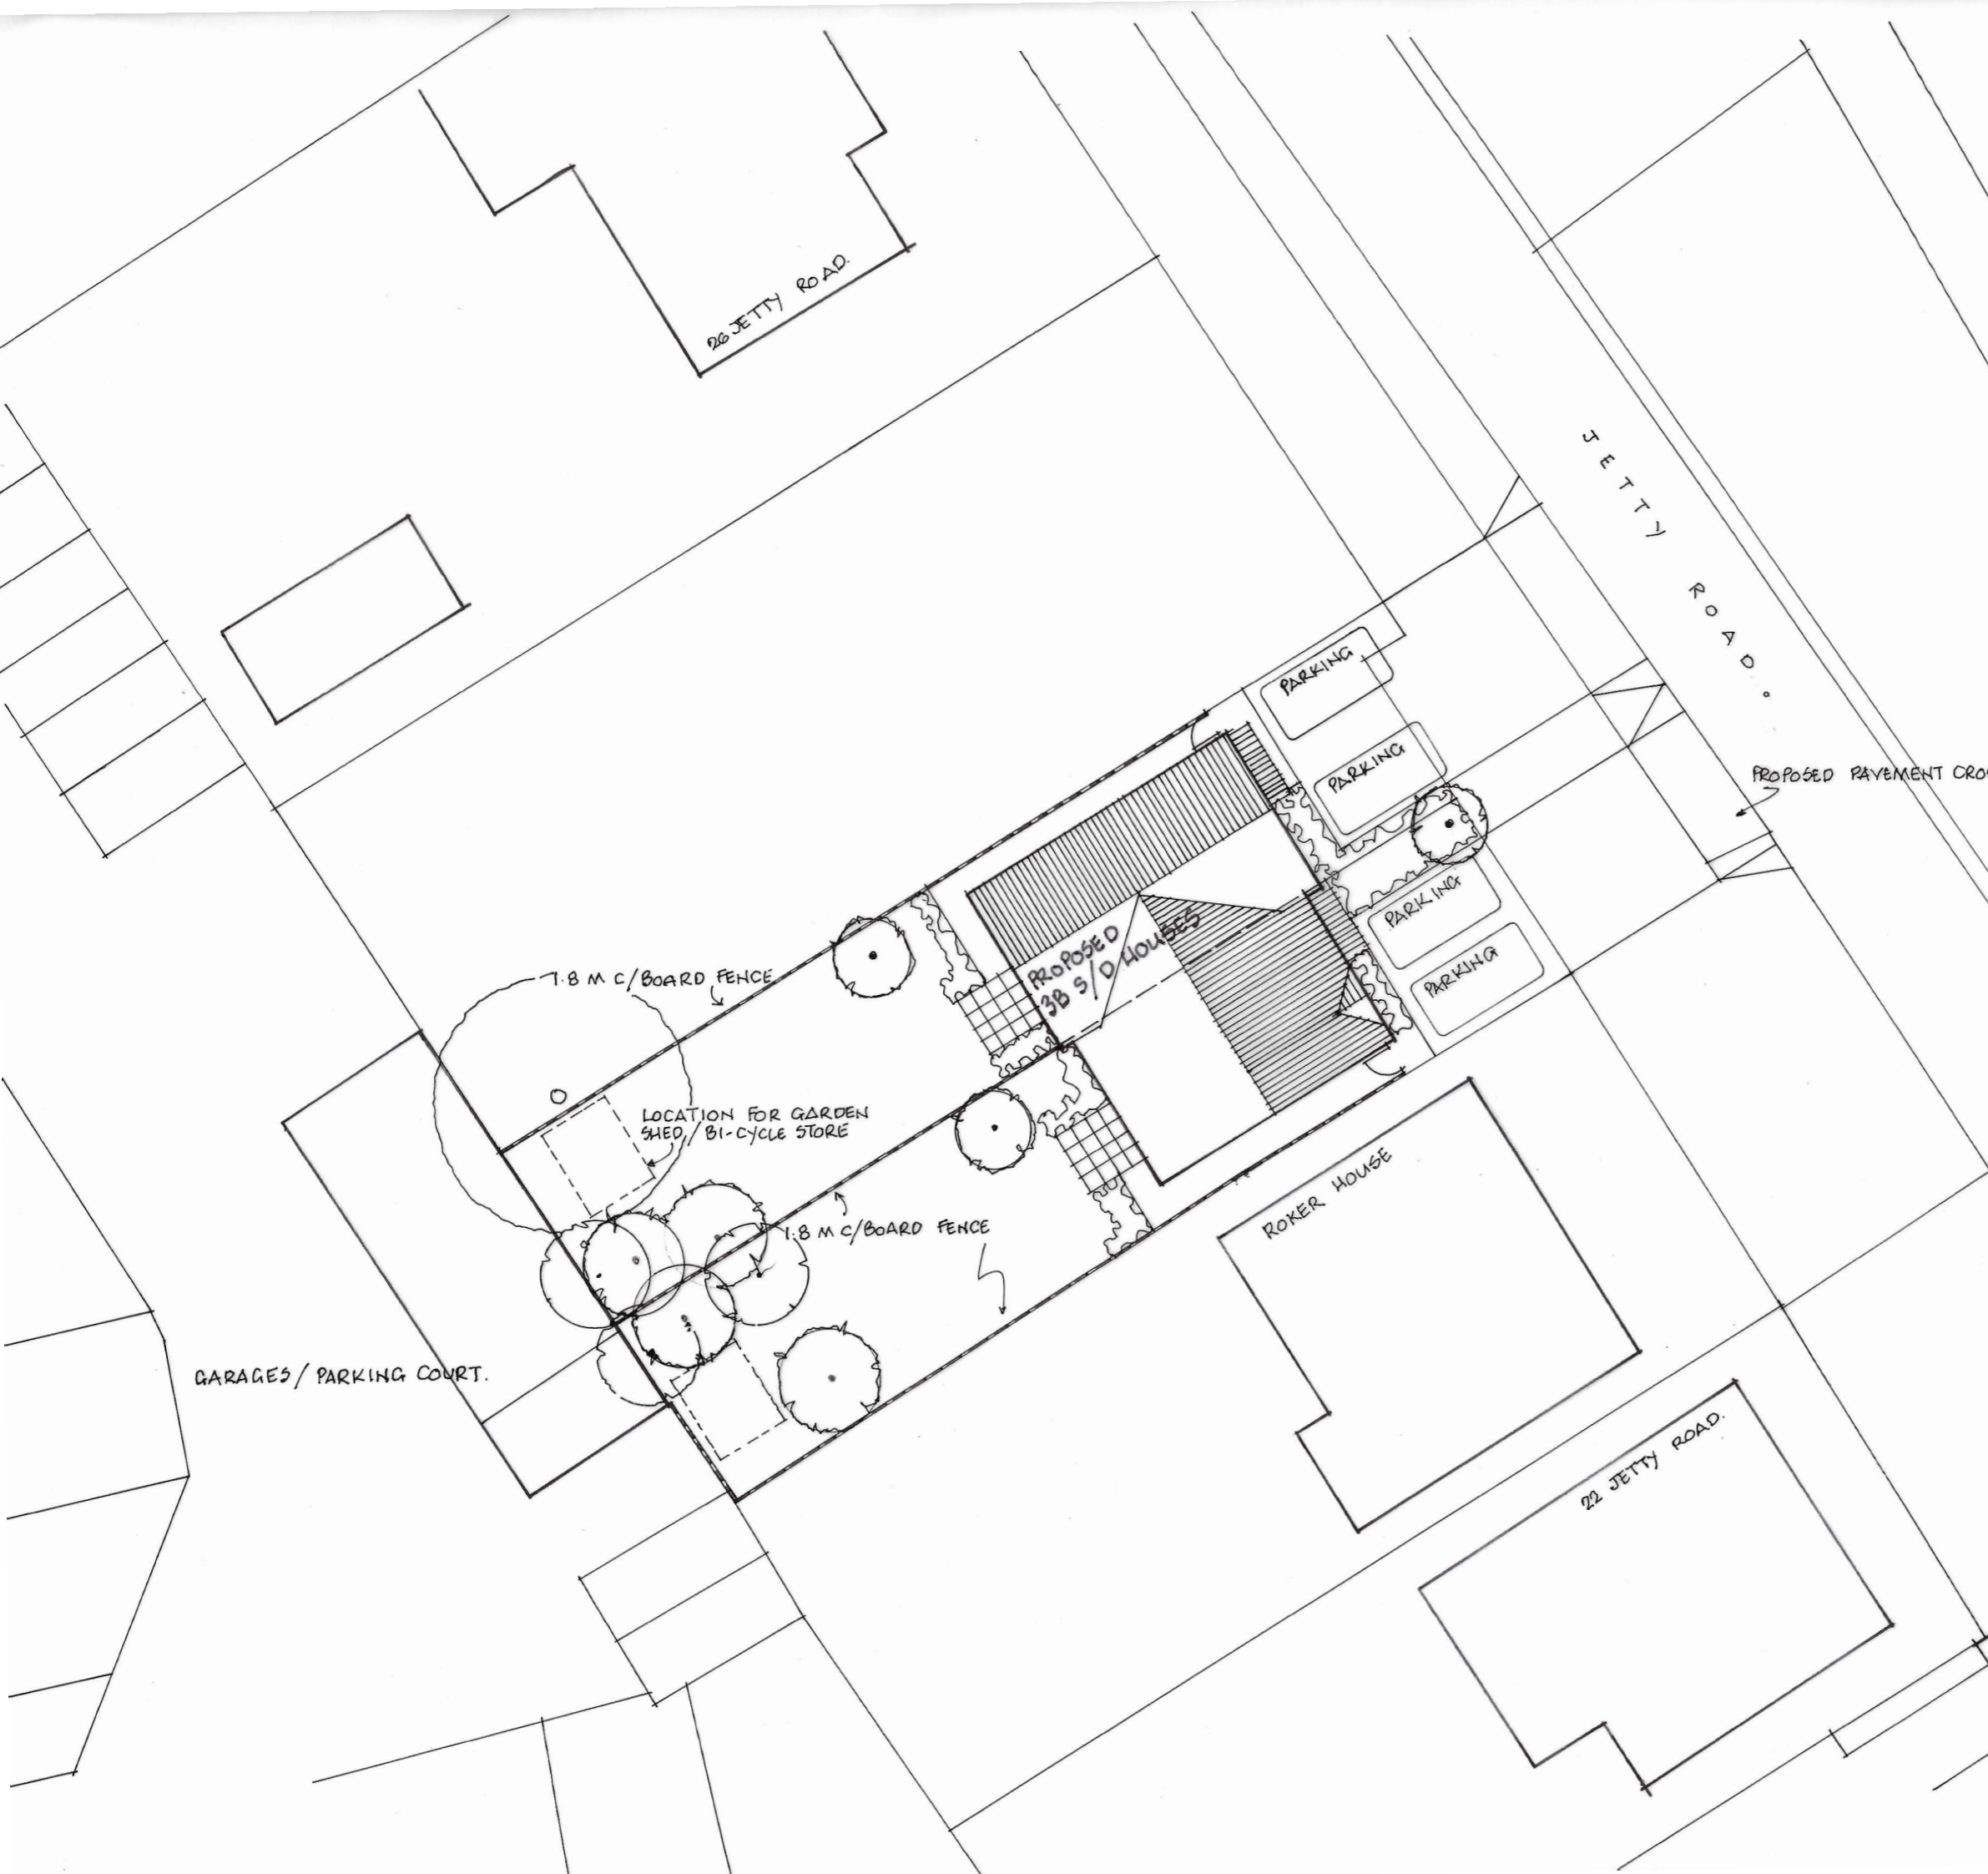 26 JETTY ROAD.
JETTY ROAD.
PARKING
PARKING
PROPOSED PAVEMENT CRO
PARKING
PARKING
PROPOSED
3B S/D/HOUSES
1.8 M C/BOARD FENCE
LOCATION FOR GARDEN
SHED/BI-CYCLE STORE
1.8 M C/BOARD FENCE
ROKER HOUSE
GARAGES/PARKING COURT.
22 JETTY ROAD.